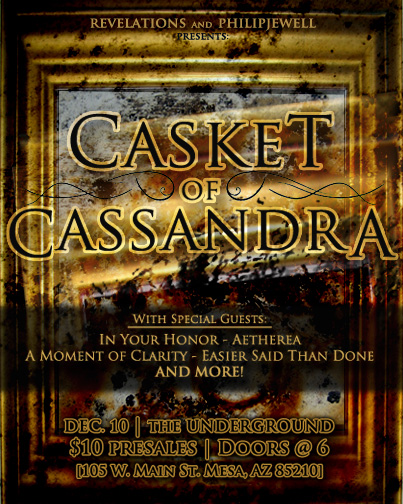 REVELATIONS AND PHILIPJEWELL
PRESENTS:
CASKET
OF
CASSANDRA
WITH SPECIAL GUESTS:
IN YOUR HONOR - AETHEREA
A MOMENT OF CLARITY - EASIER SAID THAN DONE
AND MORE!
DEC. 10 | THE UNDERGROUND
$10 PRESALES | DOORS @ 6
[105 W. MAIN ST. MESA, AZ 85210]